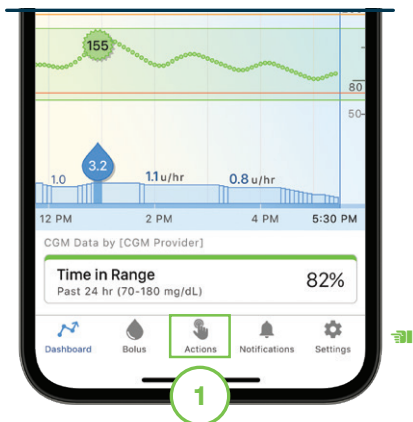 155
80
50
3.2
1.0
1.1 u/hr
0.8 u/hr
12 PM 2 PM 4 PM 5:30 PM
CGM Data by [CGM Provider]
Time in Range 82%
Past 24 hr (70-180 mg/dL)
Dashboard Bolus Actions Notifications Settings
1